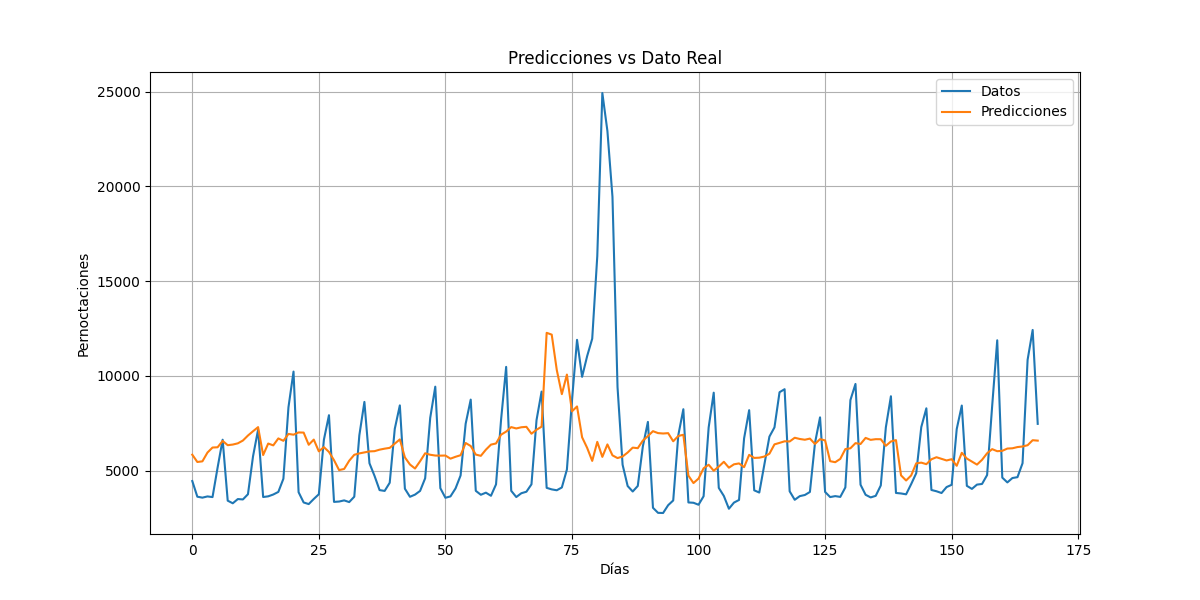 Predicciones vs Dato Real
Datos
Predicciones
25000
20000
15000
10000
5000
Pernoctaciones
0 25 50 75 100 125 150 175
Días